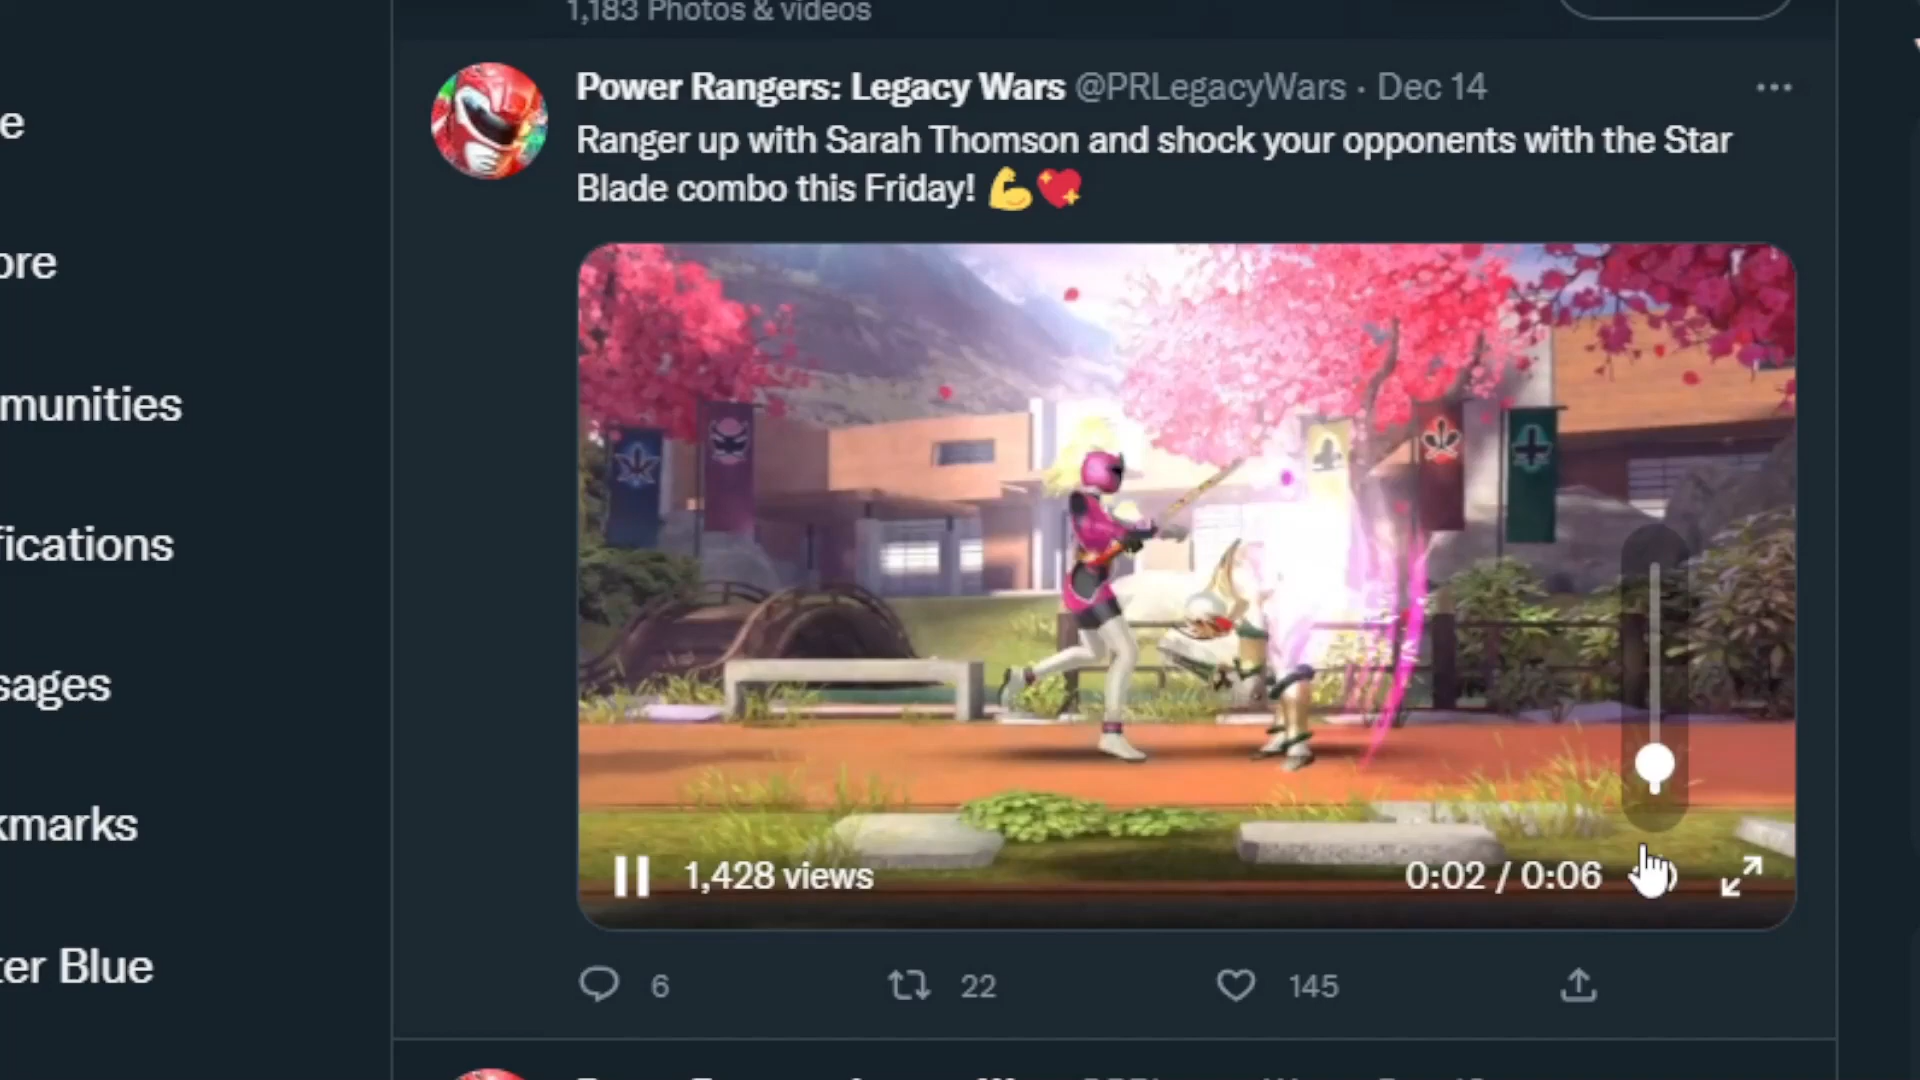 1,183 Photos & videos
Power Rangers: Legacy Wars @PRLegacyWars · Dec 14
Ranger up with Sarah Thomson and shock your opponents with the Star
Blade combo this Friday! 💪💖
e
ore
munities
fications
sages
kmarks
ter Blue
1,428 views
0:02 / 0:06
6
22
145